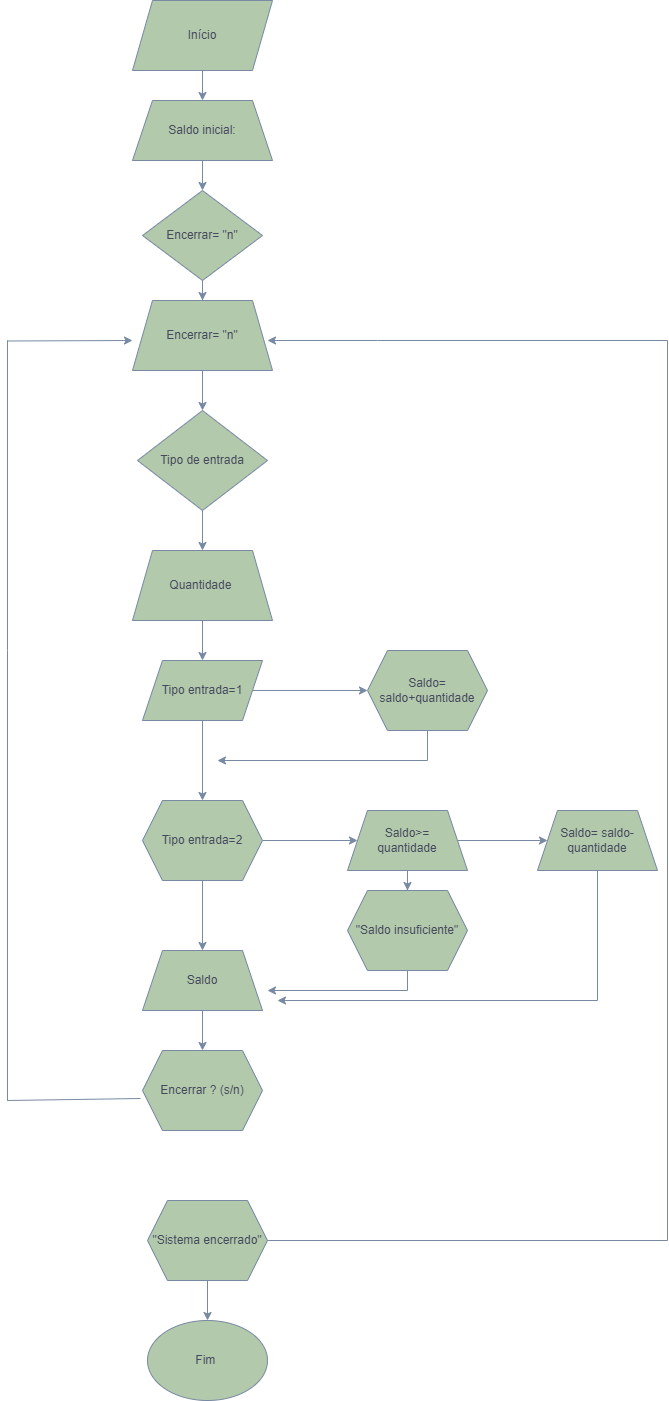 Início
Saldo inicial:
Encerrar= "n"
Encerrar= "n"
Tipo de entrada
Quantidade
Tipo entrada=1
Saldo=
saldo+quantidade
Tipo entrada=2
Saldo>=
quantidade
Saldo= saldo-
quantidade
"Saldo insuficiente"
Saldo
Encerrar ? (s/n)
"Sistema encerrado"
Fim